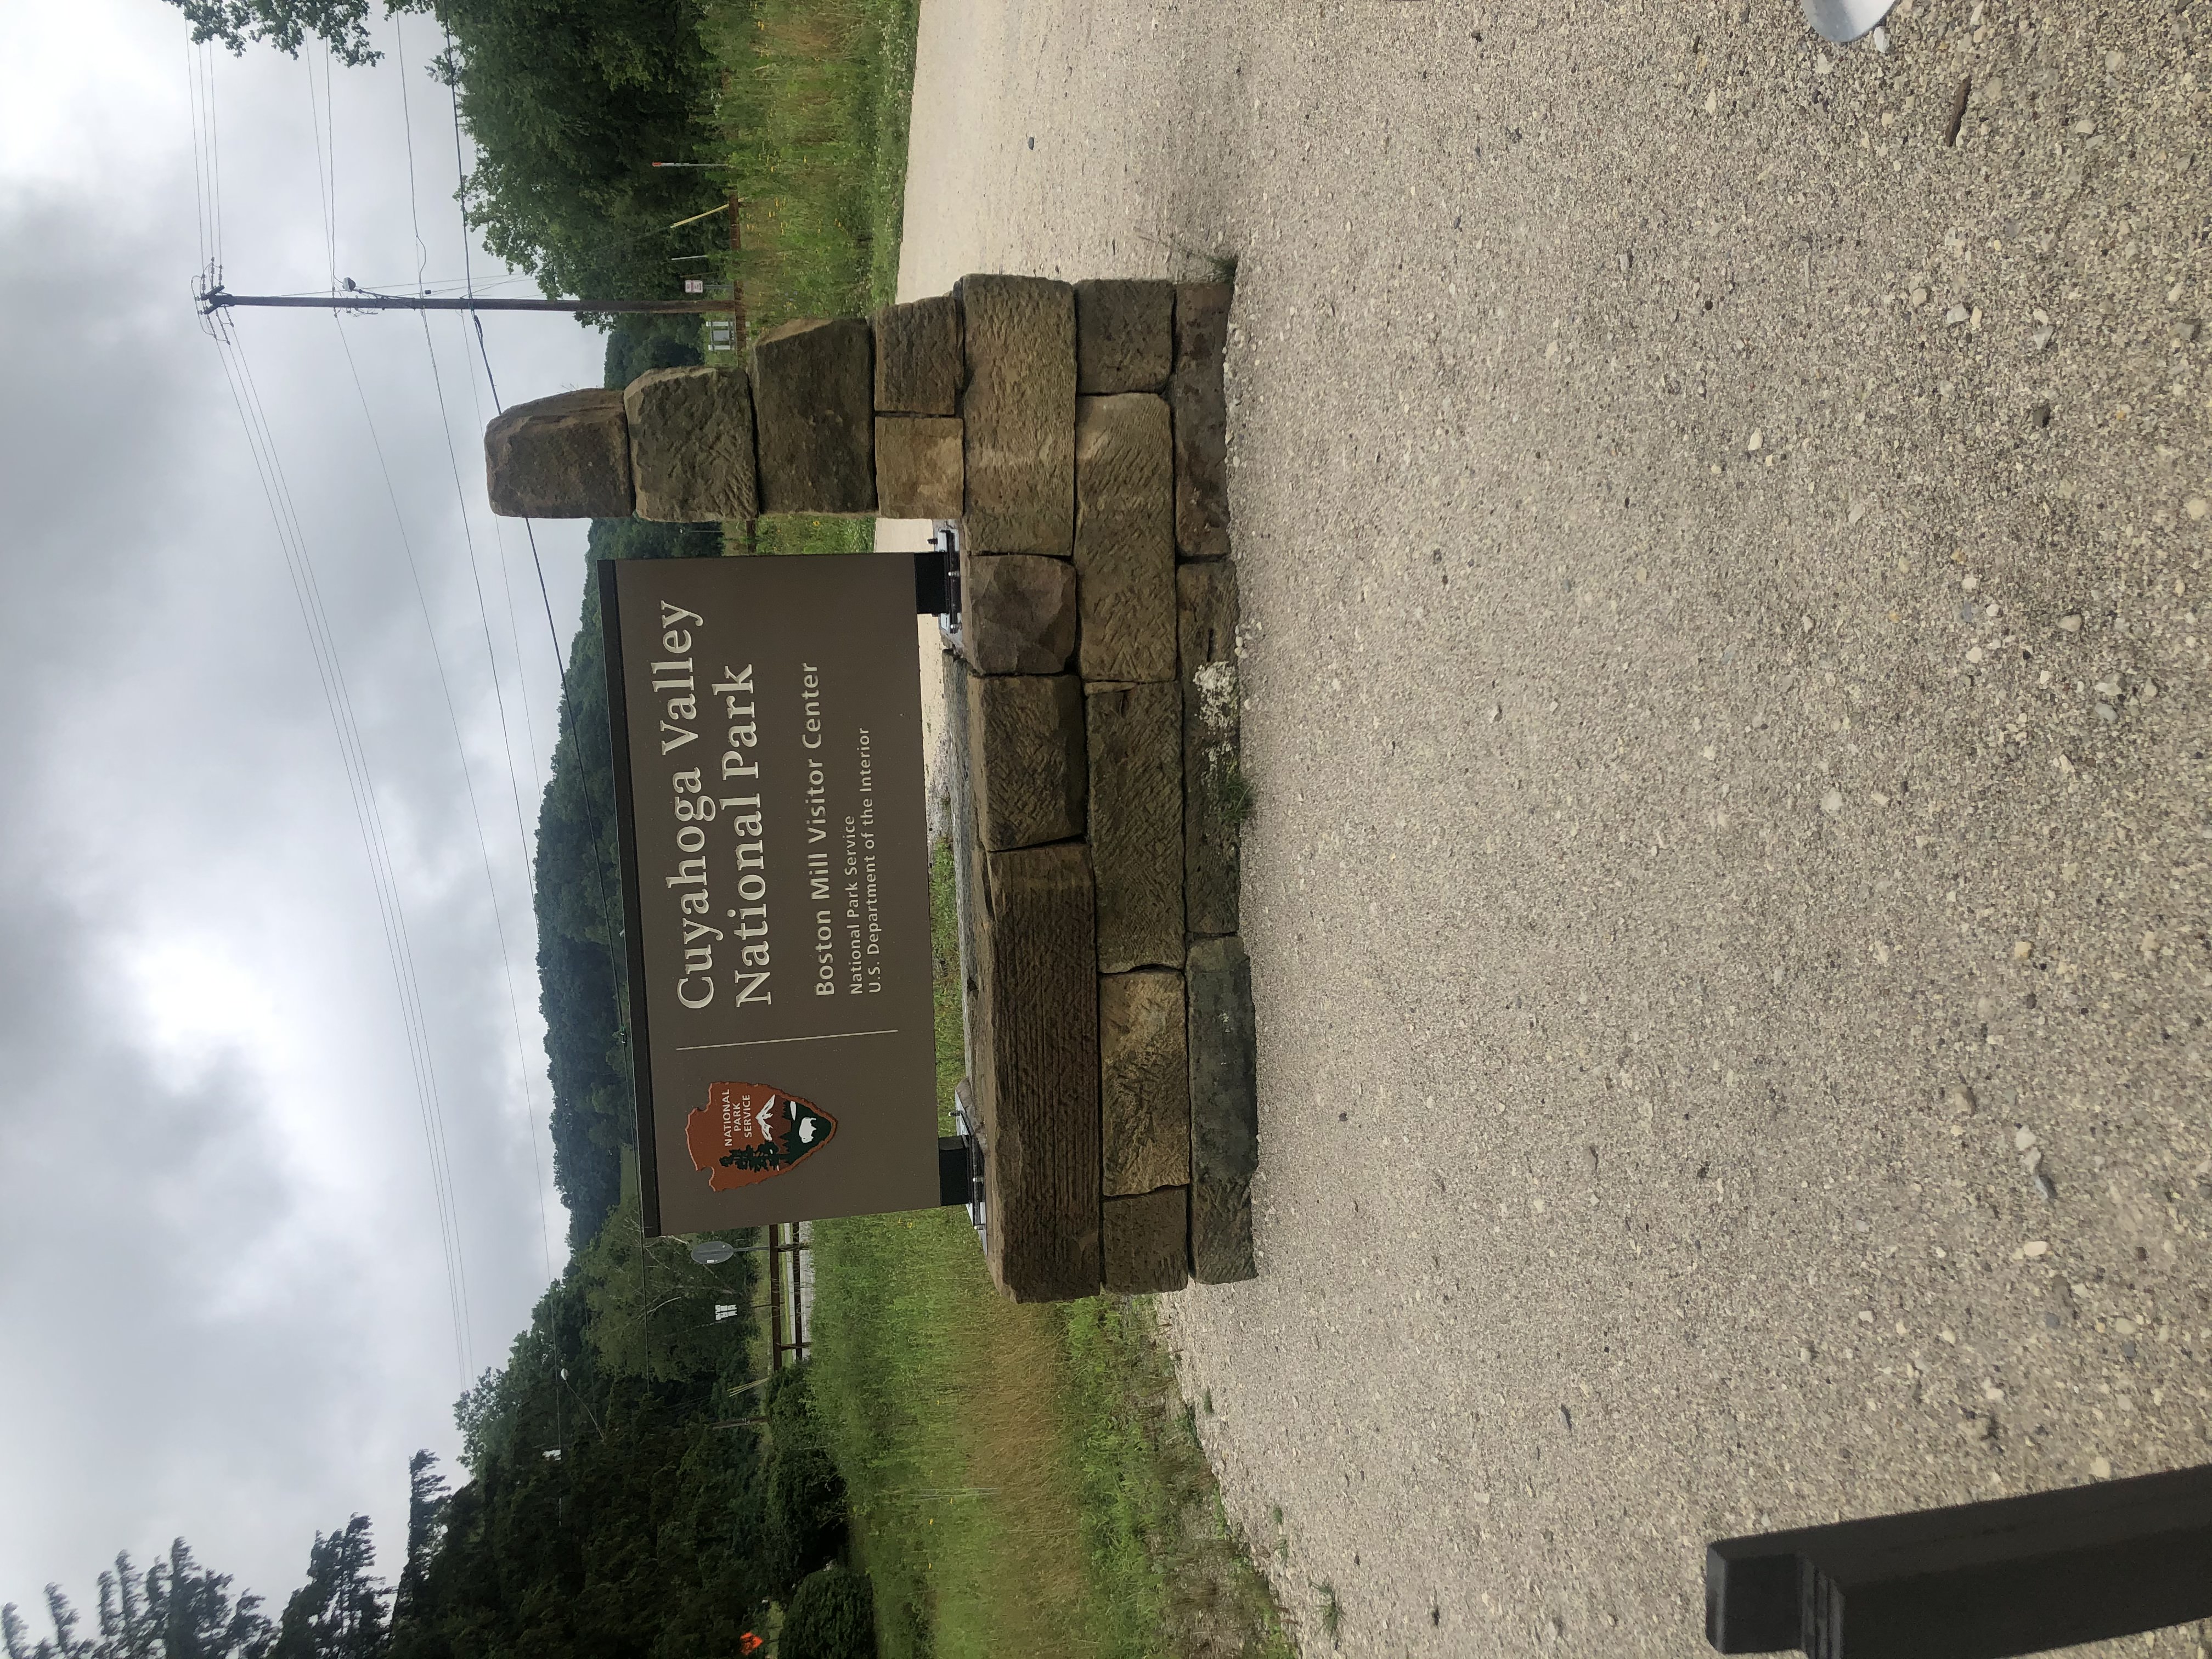 NATIONAL
PARK
SERVICE
Cuyahoga Valley
National Park
Boston Mill Visitor Center
National Park Service
U.S. Department of the Interior